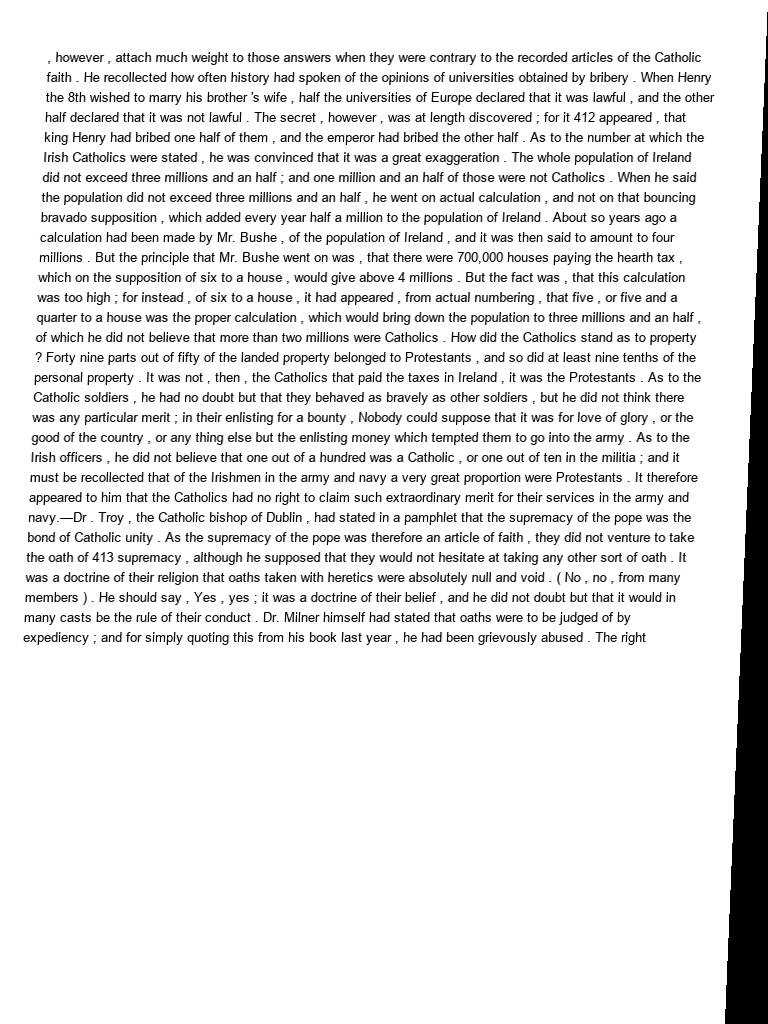 , however , attach much weight to those answers when they were contrary to the recorded articles of the Catholic
faith . He recollected how often history had spoken of the opinions of universities obtained by bribery . When Henry
the 8th wished to marry his brother 's wife , half the universities of Europe declared that it was lawful , and the other
half declared that it was not lawful . The secret , however , was at length discovered ; for it 412 appeared , that
king Henry had bribed one half of them , and the emperor had bribed the other half . As to the number at which the
Irish Catholics were stated , he was convinced that it was a great exaggeration . The whole population of Ireland
did not exceed three millions and an half ; and one million and an half of those were not Catholics . When he said
the population did not exceed three millions and an half , he went on actual calculation , and not on that bouncing
bravado supposition , which added every year half a million to the population of Ireland . About so years ago a
calculation had been made by Mr. Bushe , of the population of Ireland , and it was then said to amount to four
millions . But the principle that Mr. Bushe went on was , that there were 700,000 houses paying the hearth tax ,
which on the supposition of six to a house , would give above 4 millions . But the fact was , that this calculation
was too high ; for instead , of six to a house , it had appeared , from actual numbering , that five , or five and a
quarter to a house was the proper calculation , which would bring down the population to three millions and an half ,
of which he did not believe that more than two millions were Catholics . How did the Catholics stand as to property
? Forty nine parts out of fifty of the landed property belonged to Protestants , and so did at least nine tenths of the
personal property . It was not , then , the Catholics that paid the taxes in Ireland , it was the Protestants . As to the
Catholic soldiers , he had no doubt but that they behaved as bravely as other soldiers , but he did not think there
was any particular merit ; in their enlisting for a bounty , Nobody could suppose that it was for love of glory , or the
good of the country , or any thing else but the enlisting money which tempted them to go into the army . As to the
Irish officers , he did not believe that one out of a hundred was a Catholic , or one out of ten in the militia ; and it
must be recollected that of the Irishmen in the army and navy a very great proportion were Protestants . It therefore
appeared to him that the Catholics had no right to claim such extraordinary merit for their services in the army and
navy.—Dr . Troy , the Catholic bishop of Dublin , had stated in a pamphlet that the supremacy of the pope was the
bond of Catholic unity . As the supremacy of the pope was therefore an article of faith , they did not venture to take
the oath of 413 supremacy , although he supposed that they would not hesitate at taking any other sort of oath . It
was a doctrine of their religion that oaths taken with heretics were absolutely null and void . ( No , no , from many
members ) . He should say , Yes , yes ; it was a doctrine of their belief , and he did not doubt but that it would in
many casts be the rule of their conduct . Dr. Milner himself had stated that oaths were to be judged of by
expediency ; and for simply quoting this from his book last year , he had been grievously abused . The right